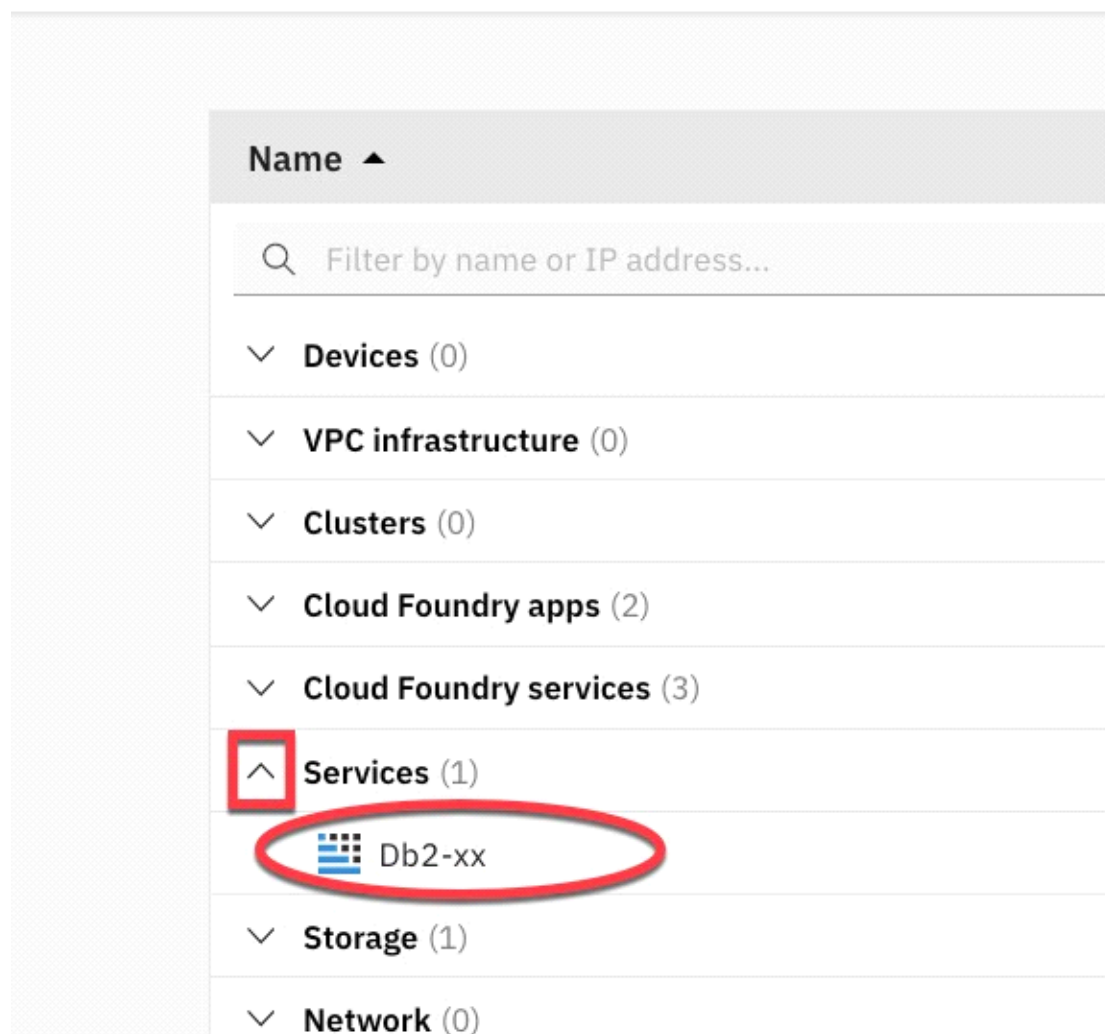 Name
Filter by name or IP address...
Devices (0)
VPC infrastructure (0)
Clusters (0)
Cloud Foundry apps (2)
Cloud Foundry services (3)
Services (1)
Db2-xx
Storage (1)
Network (0)